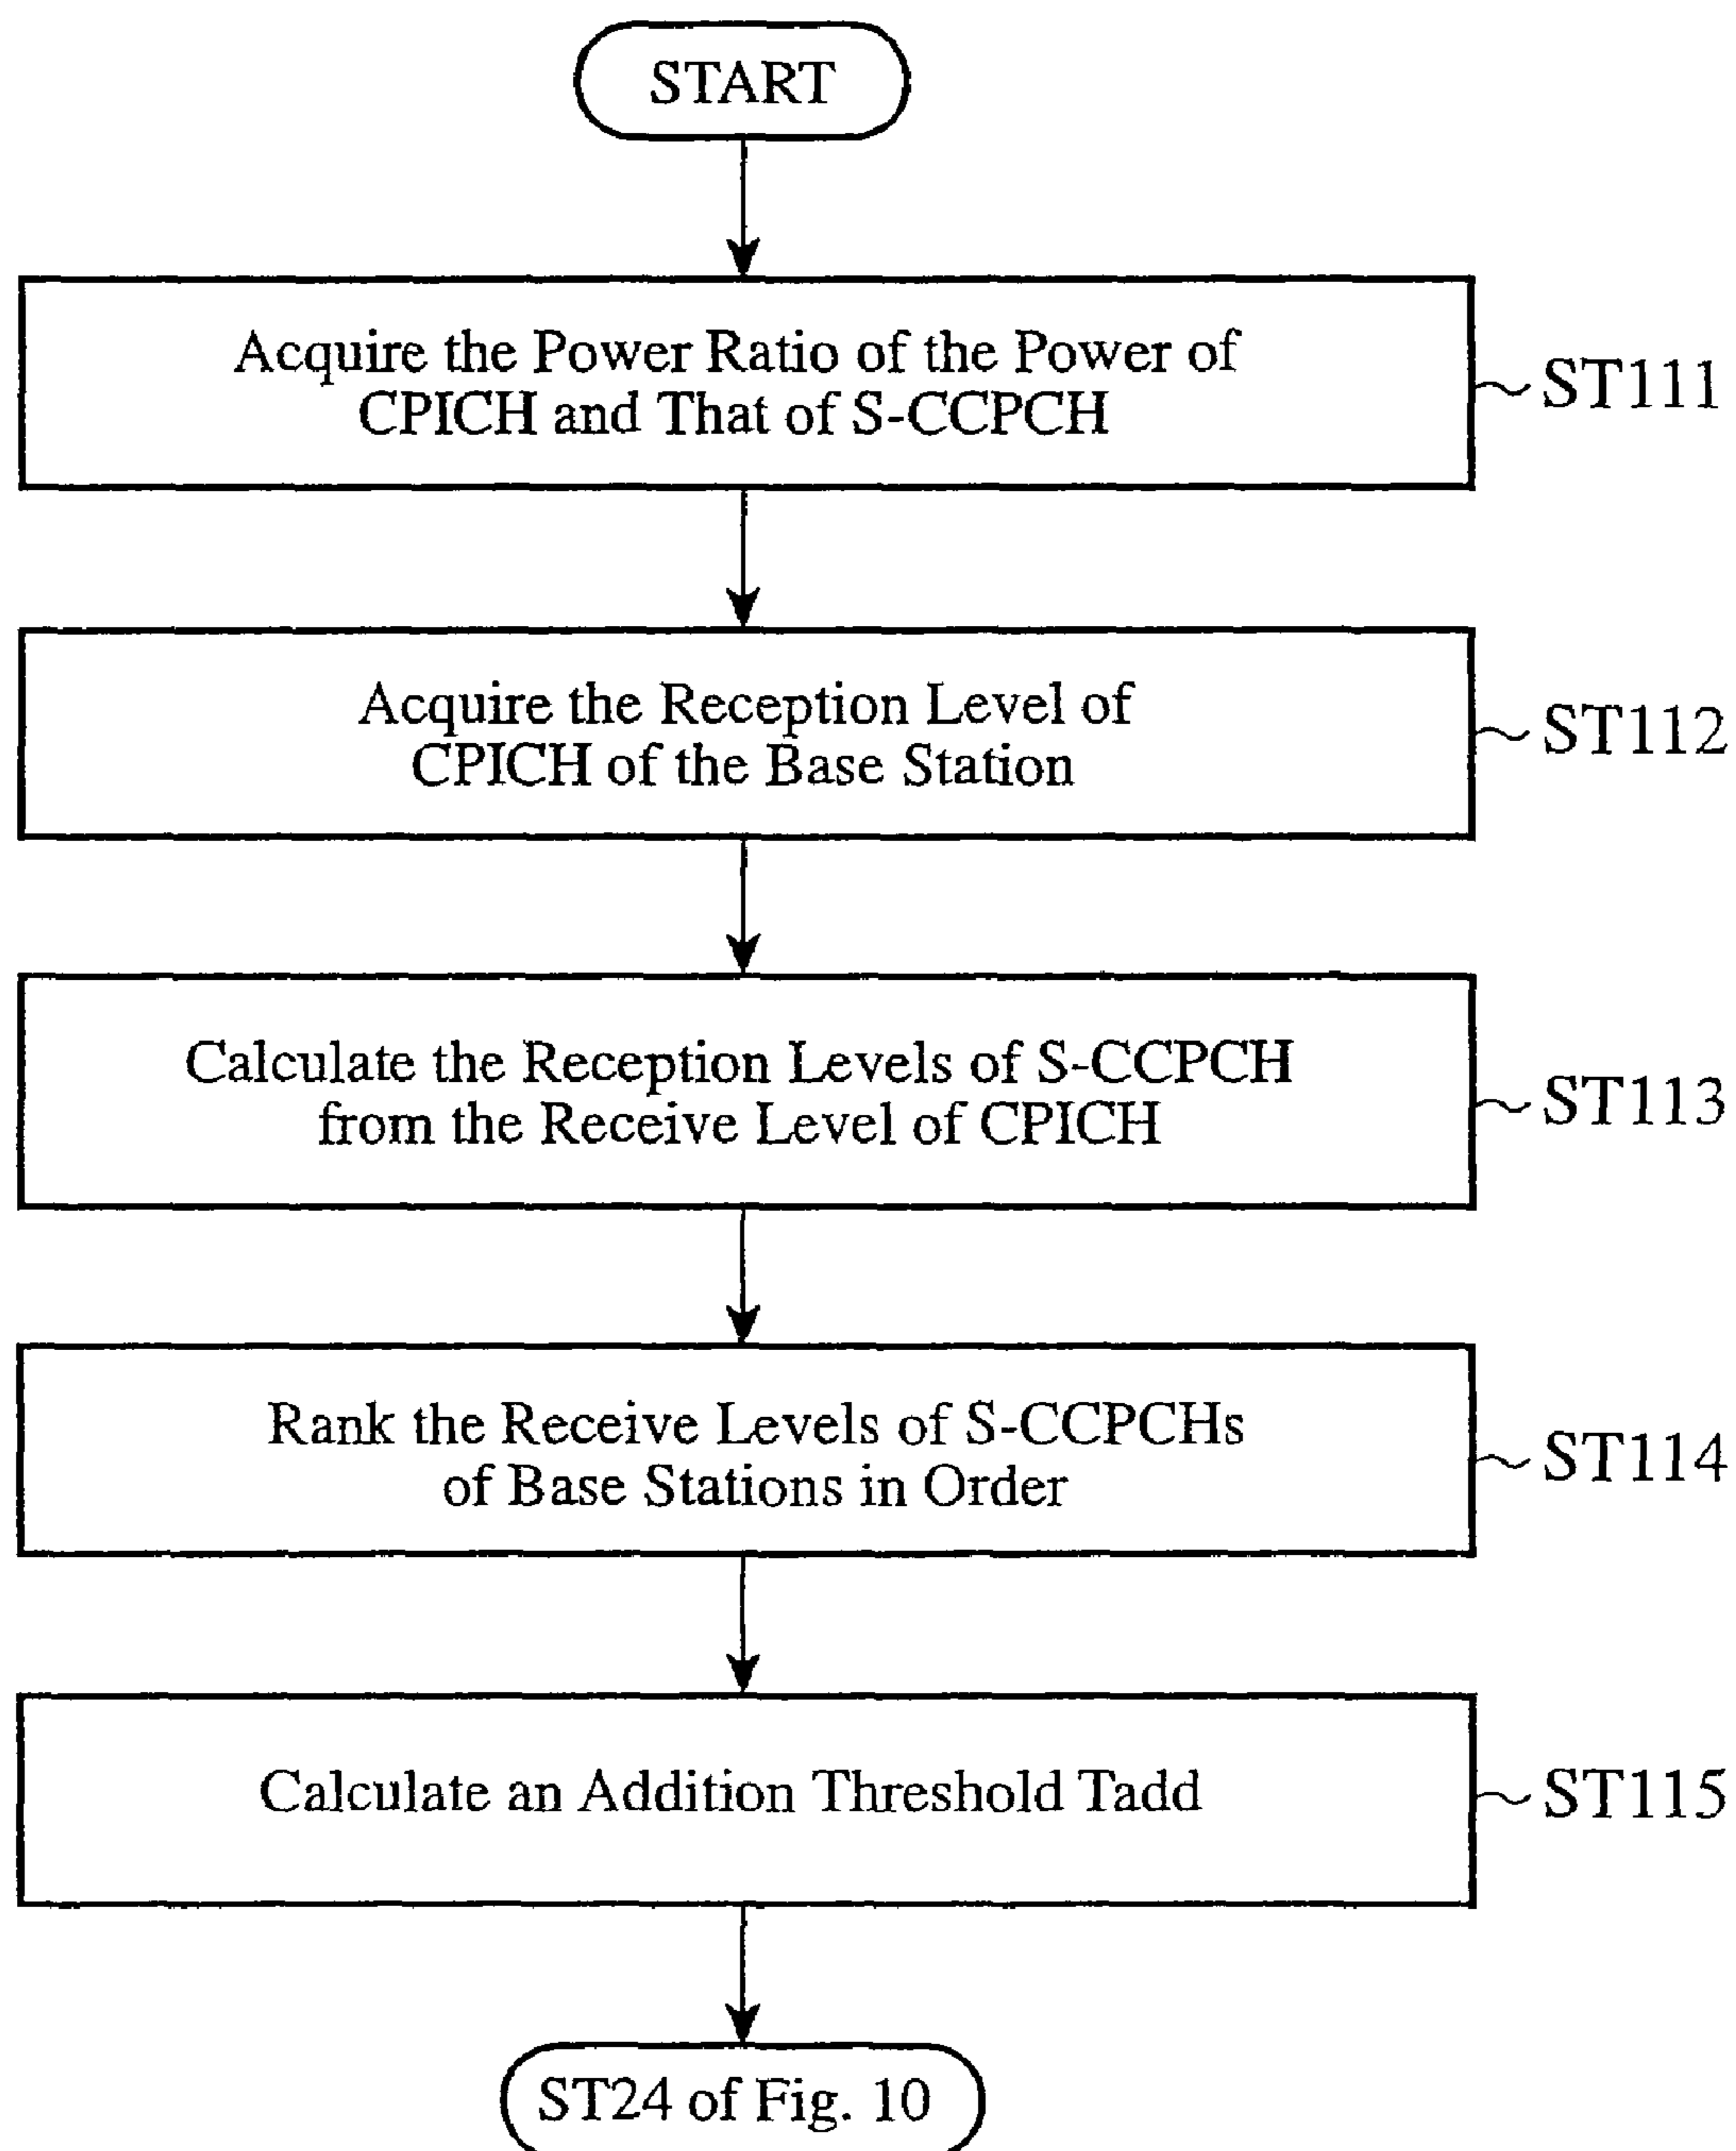 START
Acquire the Power Ratio of the Power of
CPICH and That of S-CCPCH
ST111
Acquire the Reception Level of
CPICH of the Base Station
ST112
Calculate the Reception Levels of S-CCPCH
from the Receive Level of CPICH
ST113
Rank the Receive Levels of S-CCPCHs
of Base Stations in Order
ST114
Calculate an Addition Threshold Tadd
ST115
ST24 of Fig. 10